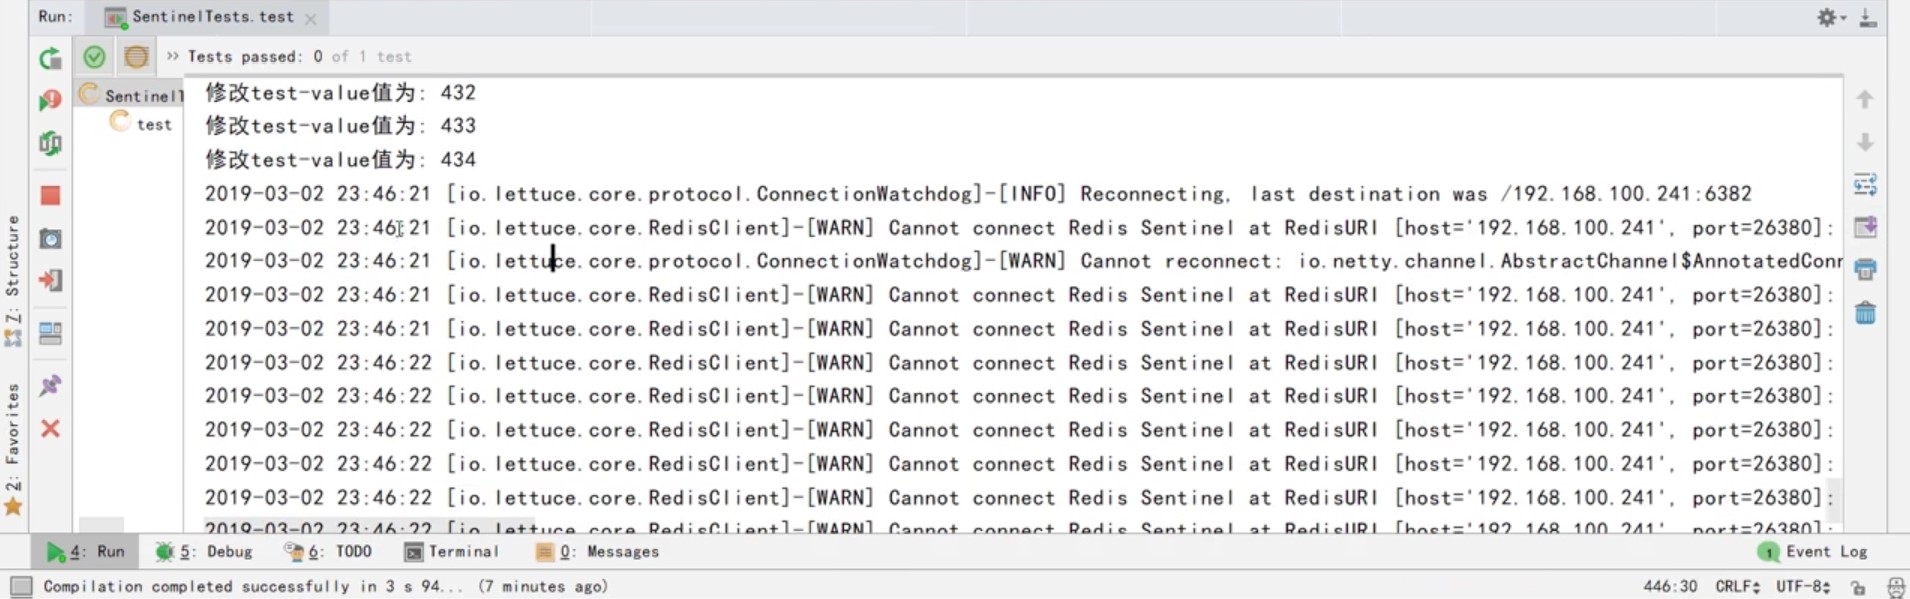 Run: SentinelTests.test
» Tests passed: 0 of 1 test
SentinelT
test
修改test-value值为: 432
修改test-value值为: 433
修改test-value值为: 434
2019-03-02 23:46:21 [io.lettuce.core.protocol.ConnectionWatchdog]-[INFO] Reconnecting, last destination was /192.168.100.241:6382
2019-03-02 23:46:21 [io.lettuce.core.RedisClient]-[WARN] Cannot connect Redis Sentinel at RedisURI [host='192.168.100.241', port=26380]:
2019-03-02 23:46:21 [io.lettuce.core.protocol.ConnectionWatchdog]-[WARN] Cannot reconnect: io.netty.channel.AbstractChannel$AnnotatedConn
2019-03-02 23:46:21 [io.lettuce.core.RedisClient]-[WARN] Cannot connect Redis Sentinel at RedisURI [host='192.168.100.241', port=26380]:
2019-03-02 23:46:21 [io.lettuce.core.RedisClient]-[WARN] Cannot connect Redis Sentinel at RedisURI [host='192.168.100.241', port=26380]:
2019-03-02 23:46:22 [io.lettuce.core.RedisClient]-[WARN] Cannot connect Redis Sentinel at RedisURI [host='192.168.100.241', port=26380]:
2019-03-02 23:46:22 [io.lettuce.core.RedisClient]-[WARN] Cannot connect Redis Sentinel at RedisURI [host='192.168.100.241', port=26380]:
2019-03-02 23:46:22 [io.lettuce.core.RedisClient]-[WARN] Cannot connect Redis Sentinel at RedisURI [host='192.168.100.241', port=26380]:
2019-03-02 23:46:22 [io.lettuce.core.RedisClient]-[WARN] Cannot connect Redis Sentinel at RedisURI [host='192.168.100.241', port=26380]:
2019-03-02 23:46:22 [io.lettuce.core.RedisClient]-[WARN] Cannot connect Redis Sentinel at RedisURI [host='192.168.100.241', port=26380]:
2019-03-02 23:46:22 [io.lettuce.core.RedisClient]-[WARN] Cannot connect Redis Sentinel at RedisURI [host='192.168.100.241', port=26380]:
Z: Structure
2: Favorites
4: Run 5: Debug 6: TODO Terminal 0: Messages 1 Event Log
Compilation completed successfully in 3 s 94... (7 minutes ago) 446:30 CRLF UTF-8